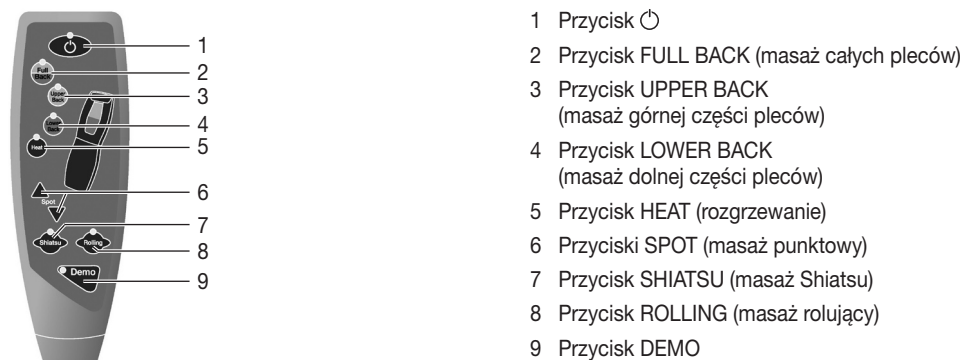 Full
Back
Upper
Back
Lower
Back
Heat
Spot
Shiatsu
Rolling
Demo
1
2
3
4
5
6
7
8
9
1 Przycisk ⏻
2 Przycisk FULL BACK (masaż całych pleców)
3 Przycisk UPPER BACK
(masaż górnej części pleców)
4 Przycisk LOWER BACK
(masaż dolnej części pleców)
5 Przycisk HEAT (rozgrzewanie)
6 Przyciski SPOT (masaż punktowy)
7 Przycisk SHIATSU (masaż Shiatsu)
8 Przycisk ROLLING (masaż rolujący)
9 Przycisk DEMO